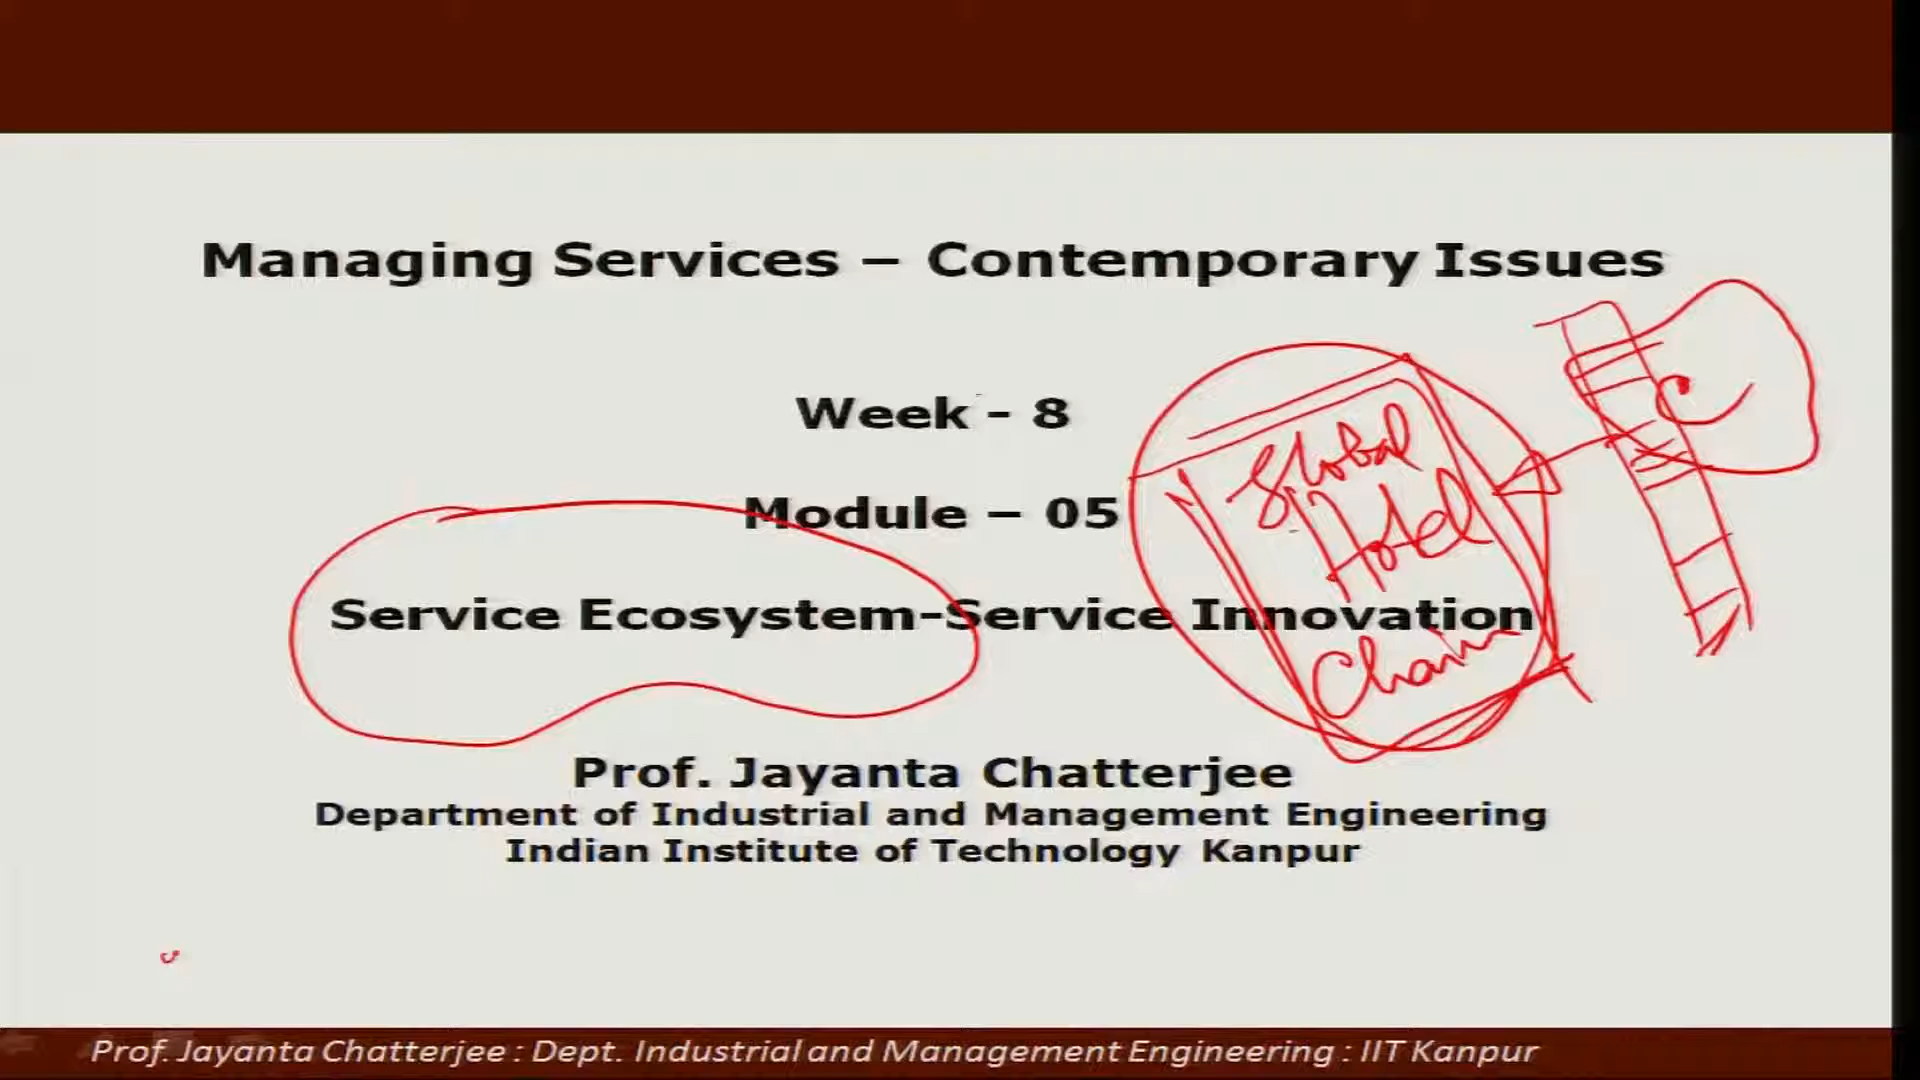 Managing Services – Contemporary Issues
Week - 8
Module – 05
Service Ecosystem-Service Innovation
Global
Hotel
Chain
Prof. Jayanta Chatterjee
Department of Industrial and Management Engineering
Indian Institute of Technology Kanpur
Prof. Jayanta Chatterjee : Dept. Industrial and Management Engineering : IIT Kanpur